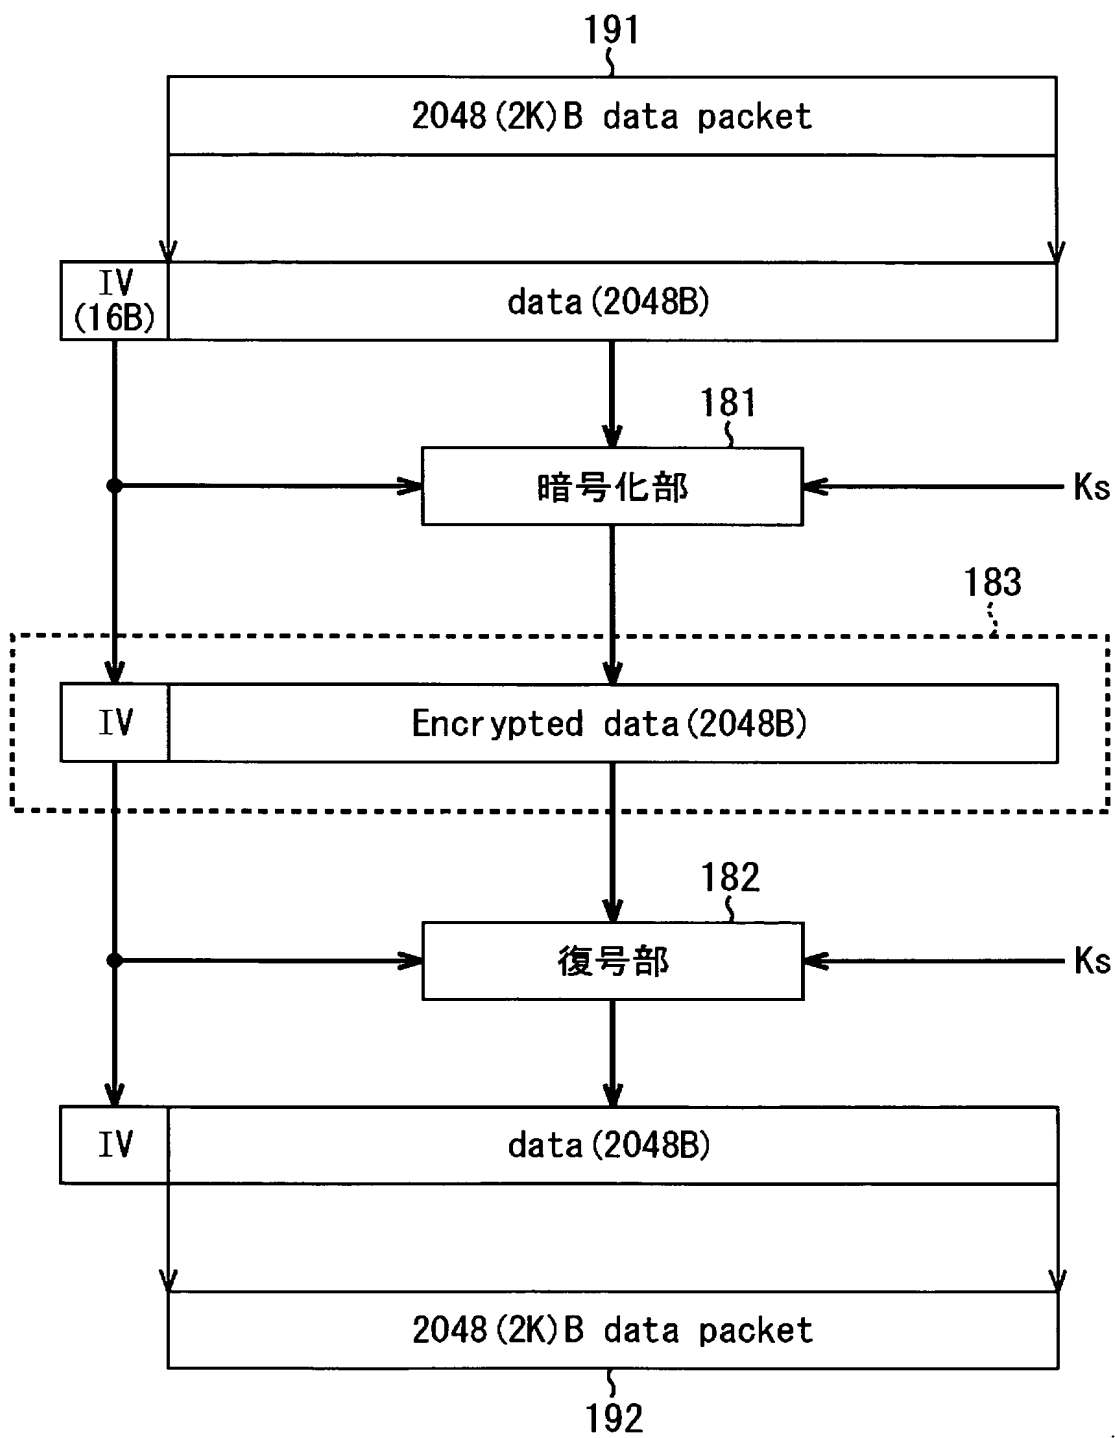 191
2048(2K)B data packet
IV
(16B)
data(2048B)
181
暗号化部
Ks
183
IV
Encrypted data(2048B)
182
復号部
Ks
IV
data(2048B)
2048(2K)B data packet
192